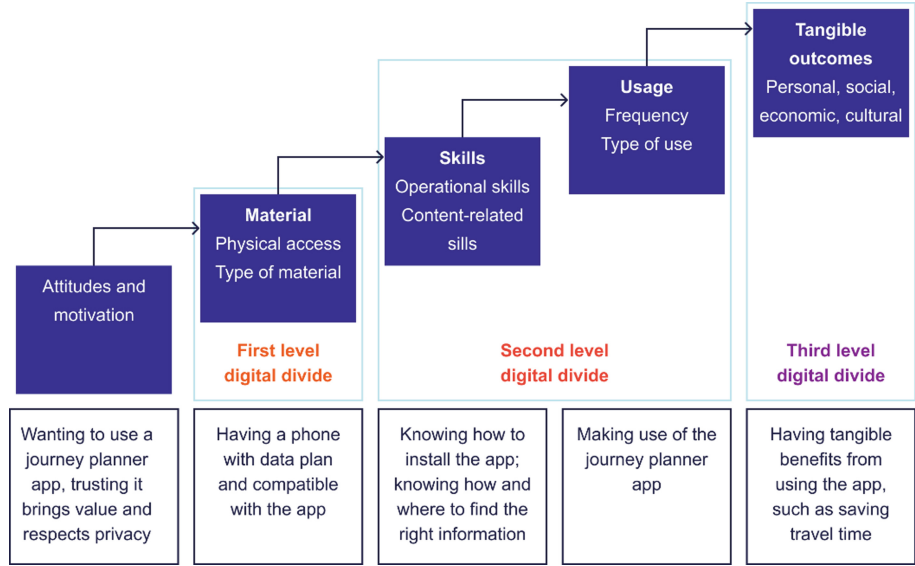 Attitudes and
motivation
Material
Physical access
Type of material
First level
digital divide
Skills
Operational skills
Content-related
sills
Usage
Frequency
Type of use
Second level
digital divide
Tangible
outcomes
Personal, social,
economic, cultural
Third level
digital divide
Wanting to use a
journey planner
app, trusting it
brings value and
respects privacy
Having a phone
with data plan
and compatible
with the app
Knowing how to
install the app;
knowing how and
where to find the
right information
Making use of the
journey planner
app
Having tangible
benefits from
using the app,
such as saving
travel time